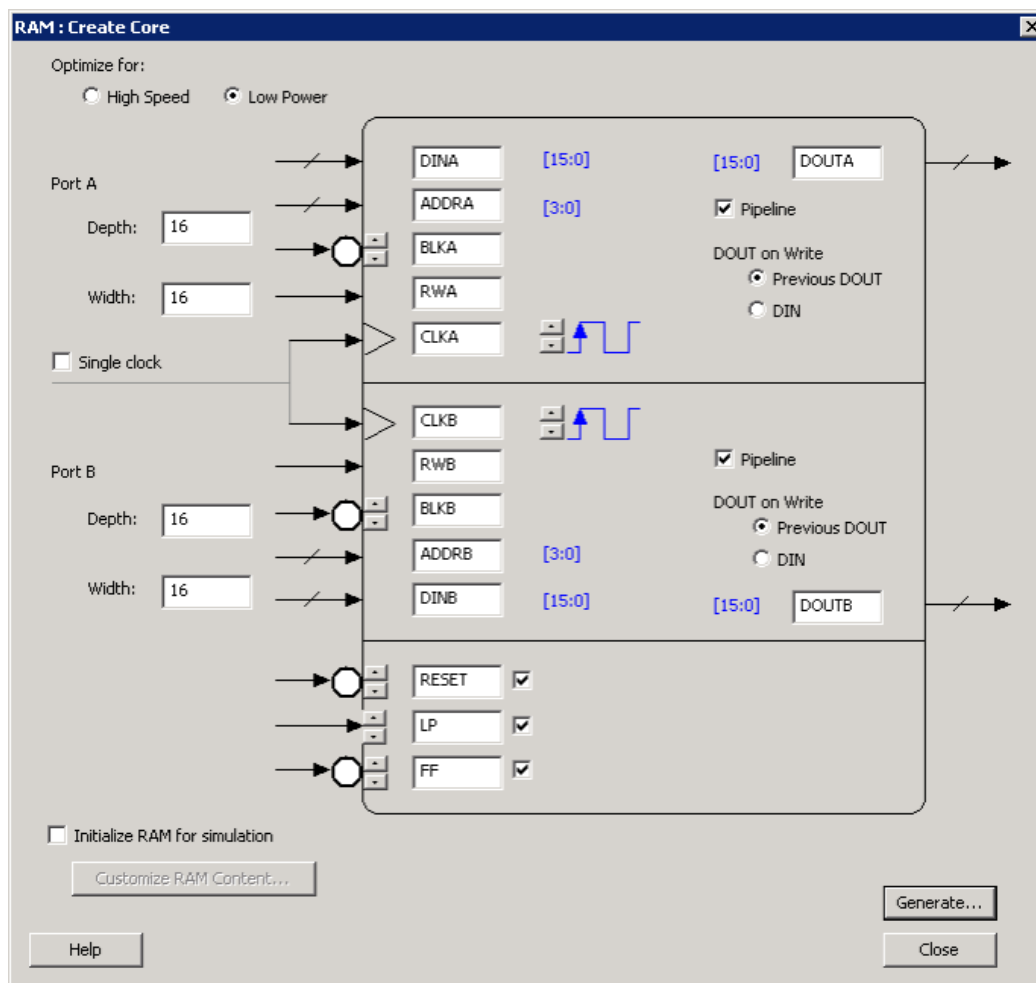 RAM : Create Core
Optimize for:
High Speed Low Power
DINA [15:0] [15:0] DOUTA
Port A
ADDRA [3:0] Pipeline
Depth: 16
BLKA DOUT on Write
Previous DOUT
Width: 16 RWA
DIN
CLKA
Single clock
CLKB
Port B RWB Pipeline
Depth: 16 BLKB DOUT on Write
Previous DOUT
ADDRB [3:0] DIN
Width: 16 DINB [15:0] [15:0] DOUTB
RESET
LP
FF
Initialize RAM for simulation
Customize RAM Content...
Generate...
Help Close